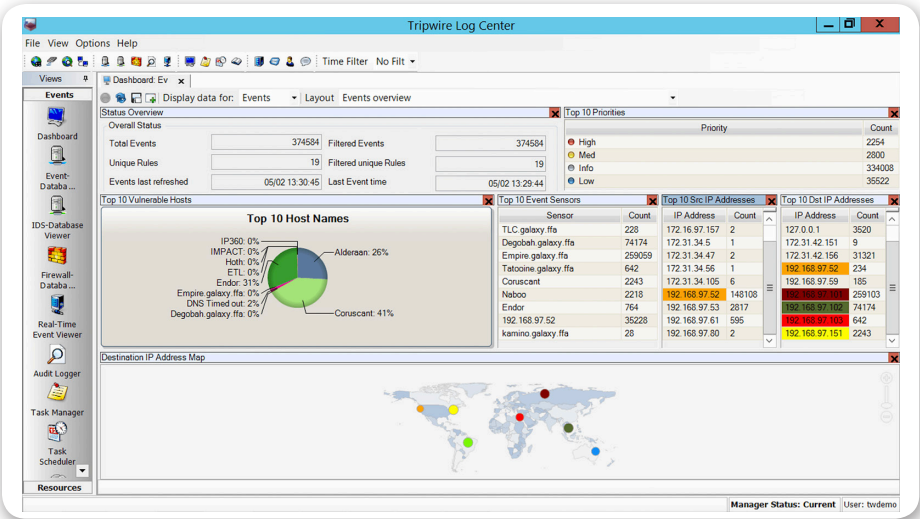 Tripwire Log Center
File View Options Help
Time Filter No Filt
Views
Dashboard: Ev x
Events
Display data for: Events Layout Events overview
Status Overview
Top 10 Priorities
Overall Status
Total Events 374584 Filtered Events 374584
Unique Rules 19 Filtered unique Rules 19
Events last refreshed 05/02 13:30:45 Last Event time 05/02 13:29:44
Priority Count
High 2254
Med 2800
Info 334008
Low 35522
Dashboard
Event-
Databa ...
IDS-Database
Viewer
Firewall-
Databa ...
Real-Time
Event Viewer
Audit Logger
Task Manager
Task
Scheduler
Resources
Top 10 Vulnerable Hosts
Top 10 Host Names
IP360: 0%
IMPACT: 0%
Hoth: 0%
ETL: 0%
Endor: 31%
Empire.galaxy.ffa: 0%
DNS Timed out: 2%
Degobah.galaxy.ffa: 0%
Alderaan: 26%
Coruscant: 41%
Top 10 Event Sensors
Sensor Count
TLC.galaxy.ffa 228
Degobah.galaxy.ffa 74174
Empire.galaxy.ffa 259059
Tatooine.galaxy.ffa 642
Coruscant 2243
Naboo 2218
Endor 764
192.168.97.52 35228
kamino.galaxy.ffa 28
Top 10 Src IP Addresses
IP Address Count
172.16.97.157 2
172.31.34.5 1
172.31.34.47 2
172.31.34.56 1
172.31.34.105 6
192.168.97.52 148108
192.168.97.53 2817
192.168.97.61 595
192.168.97.80 2
Top 10 Dst IP Addresses
IP Address Count
127.0.0.1 3520
172.31.42.151 9
172.31.42.156 31321
192.168.97.52 234
192.168.97.59 185
192.168.97.101 259103
192.168.97.102 74174
192.168.97.103 642
192.168.97.151 2243
Destination IP Address Map
Manager Status: Current User: twdemo